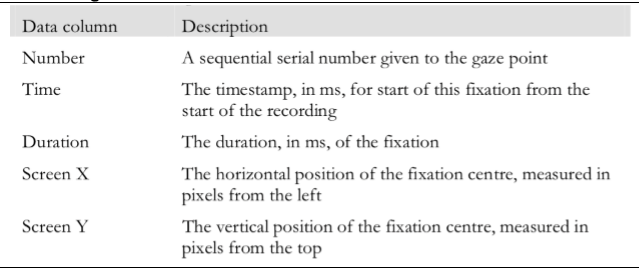 Data column Description
Number A sequential serial number given to the gaze point
Time The timestamp, in ms, for start of this fixation from the
start of the recording
Duration The duration, in ms, of the fixation
Screen X The horizontal position of the fixation centre, measured in
pixels from the left
Screen Y The vertical position of the fixation centre, measured in
pixels from the top